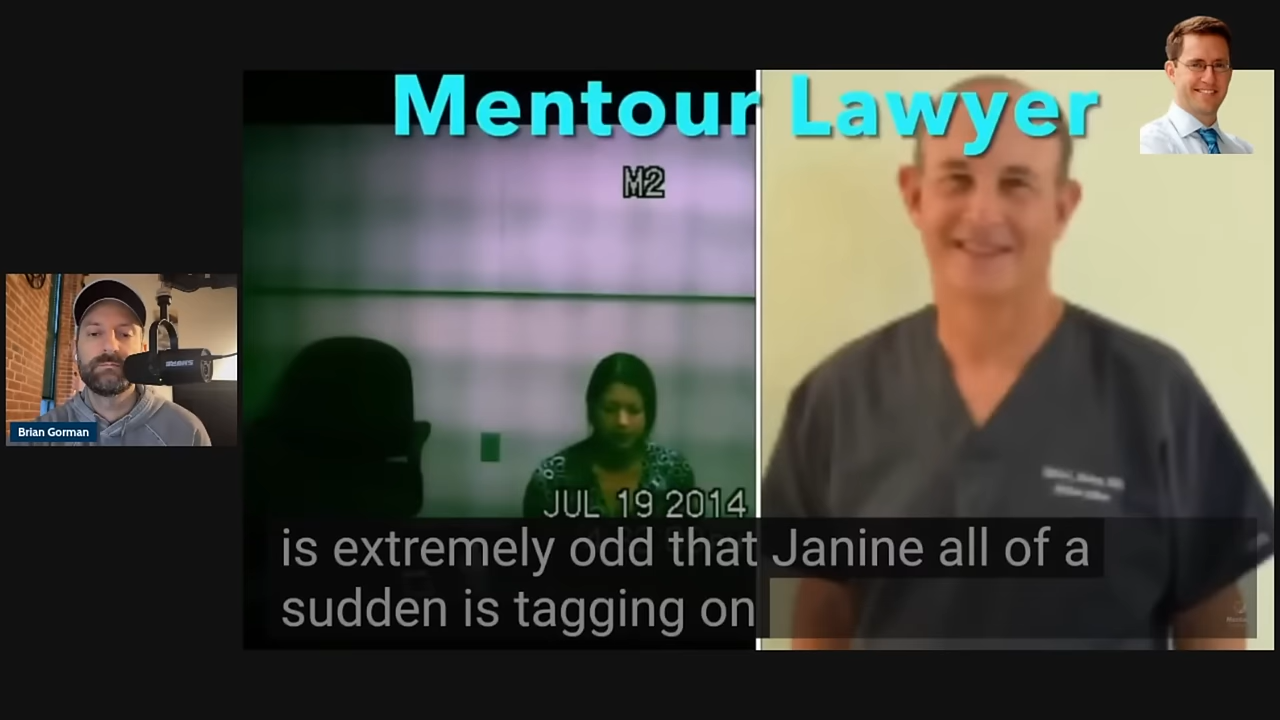 Mentour Lawyer
M2
SHURE
Brian Gorman
JUL 19 2014
is extremely odd that Janine all of a
sudden is tagging on